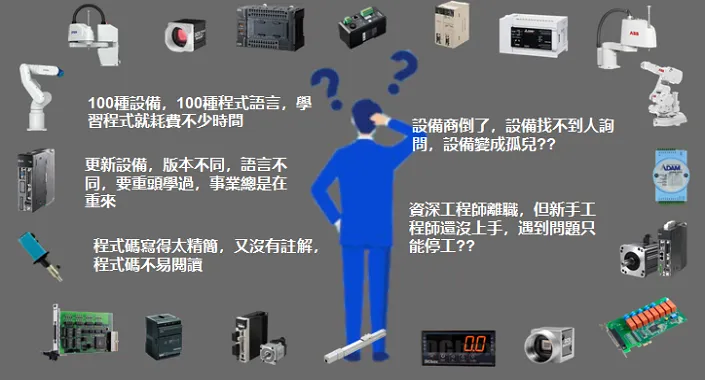 100種設備，100種程式語言，學
習程式就耗費不少時間
設備商倒了，設備找不到人詢
問，設備變成孤兒??
更新設備，版本不同，語言不
同，要重頭學過，事業總是在
重來
資深工程師離職，但新手工
程師還沒上手，遇到問題只
能停工??
程式碼寫得太精簡，又沒有註解，
程式碼不易閱讀
ABB
ADAM
0.0